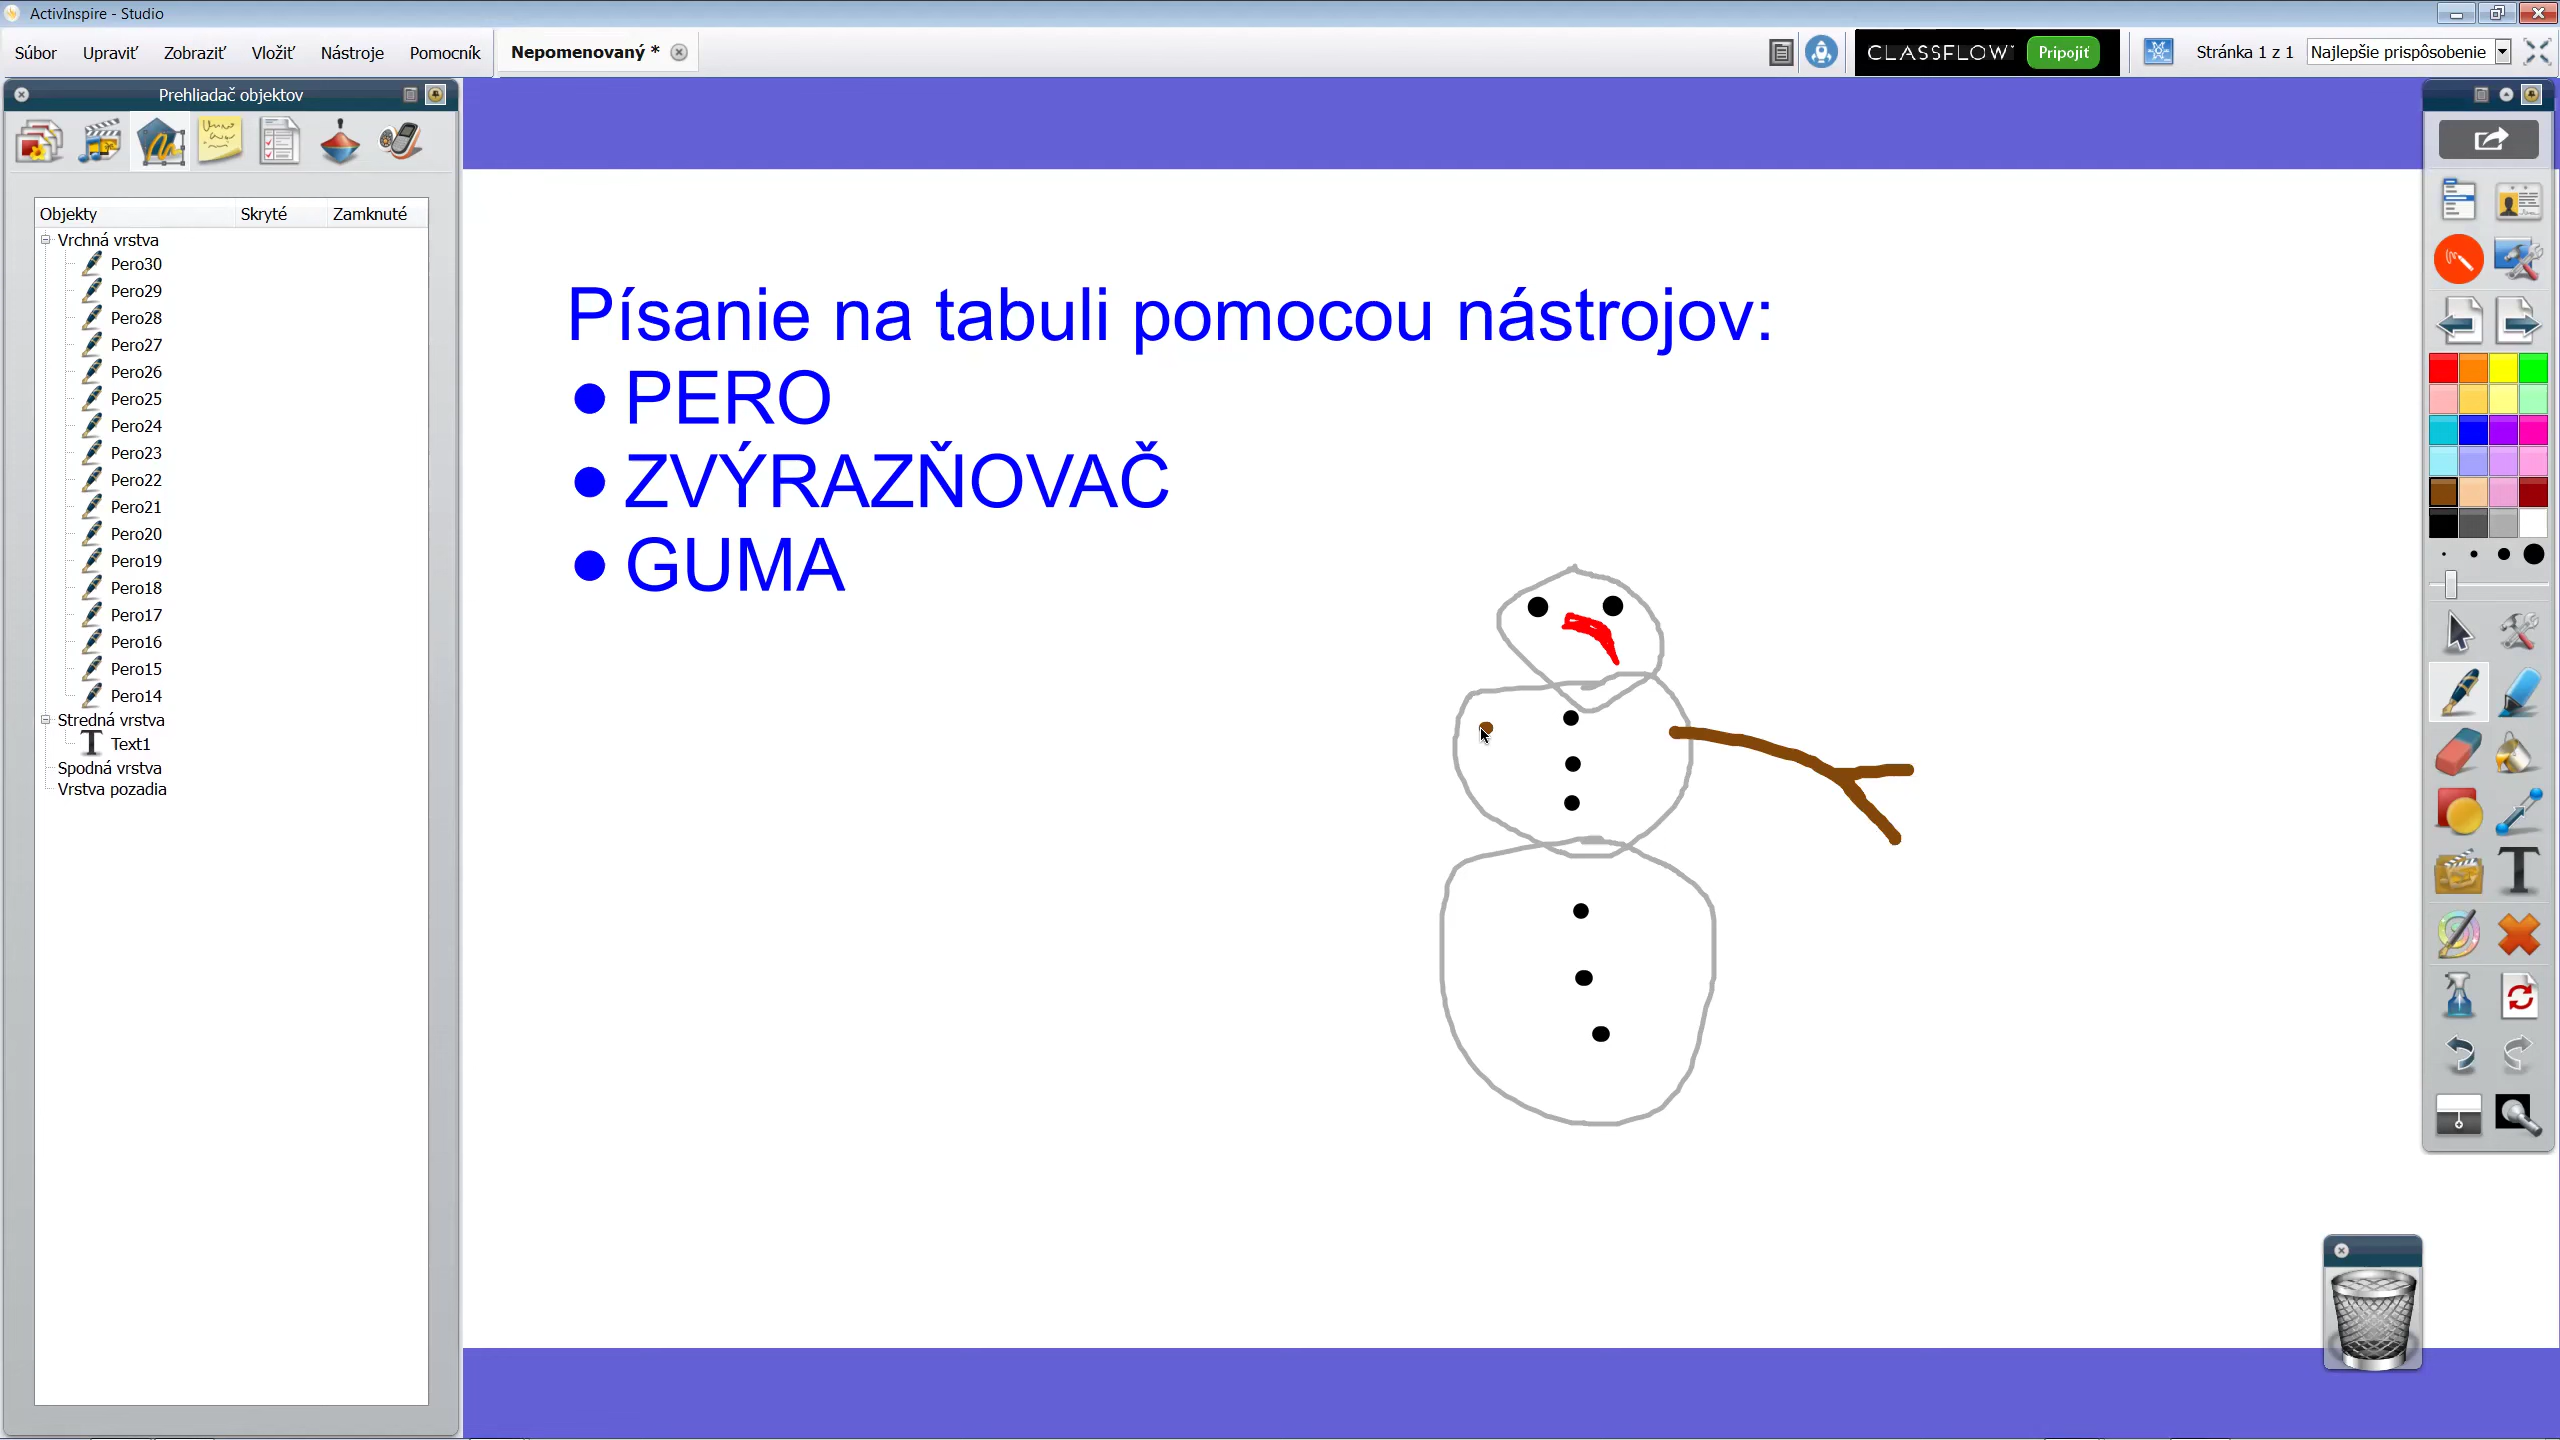 ActivInspire - Studio
Súbor Upraviť Zobraziť Vložiť Nástroje Pomocník Nepomenovaný * CLASSFLOW Pripojiť Stránka 1 z 1 Najlepšie prispôsobenie
Prehliadač objektov
Objekty Skryté Zamknuté
Vrchná vrstva
Pero30
Pero29
Pero28
Pero27
Pero26
Pero25
Pero24
Pero23
Pero22
Pero21
Pero20
Pero19
Pero18
Pero17
Pero16
Pero15
Pero14
Stredná vrstva
Text1
Spodná vrstva
Vrstva pozadia
Písanie na tabuli pomocou nástrojov:
● PERO
● ZVÝRAZŇOVAČ
● GUMA